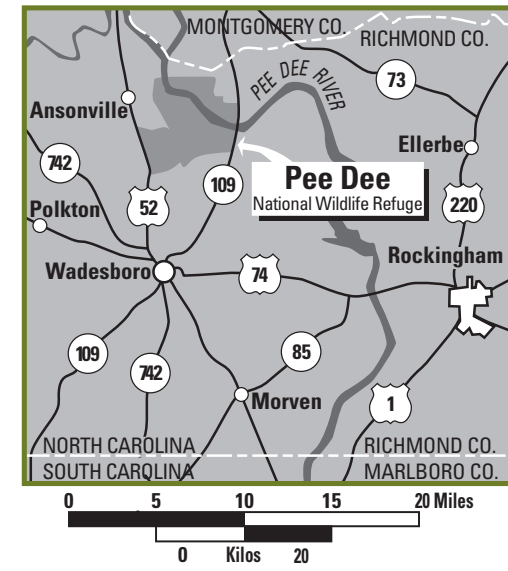 MONTGOMERY CO.
RICHMOND CO.
PEE DEE RIVER
73
Ansonville
Ellerbe
742
109
Pee Dee
National Wildlife Refuge
52
220
Polkton
Rockingham
Wadesboro
74
109
742
85
Morven
1
NORTH CAROLINA
RICHMOND CO.
SOUTH CAROLINA
MARLBORO CO.
0 5 10 15 20 Miles
0 Kilos 20